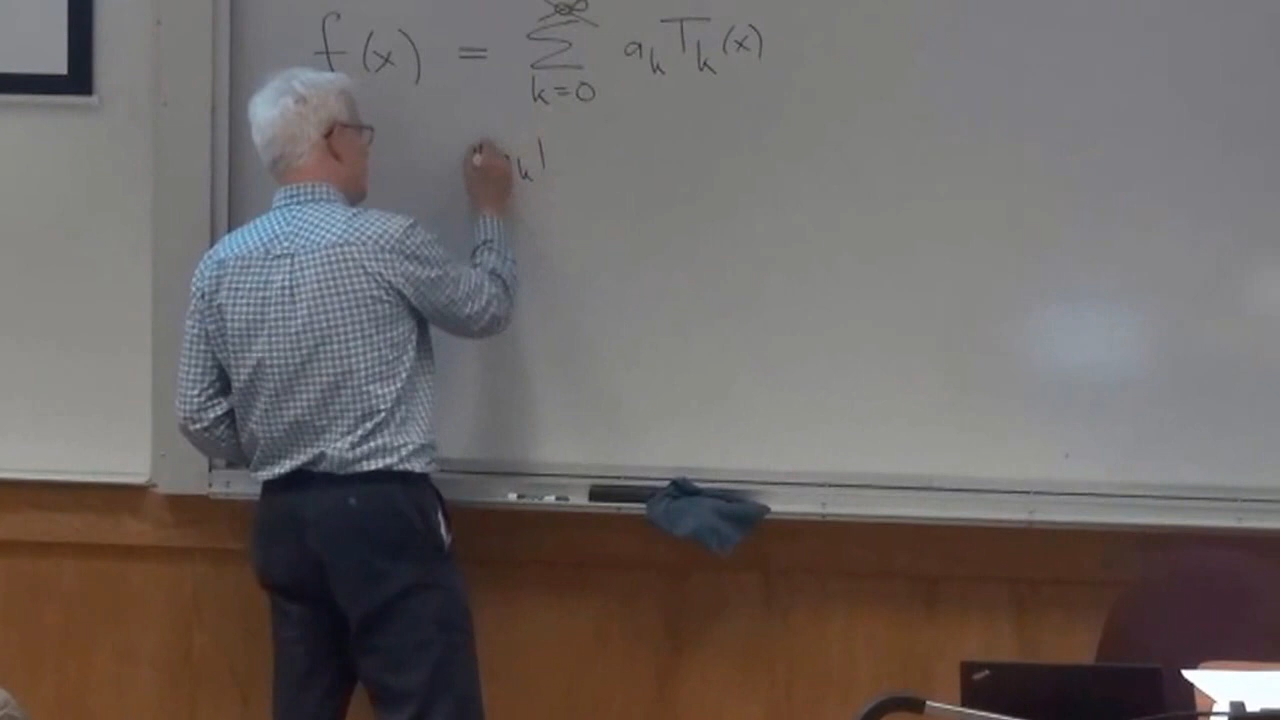 ∞
f(x) = Σ a_k T_k(x)
k=0
k|